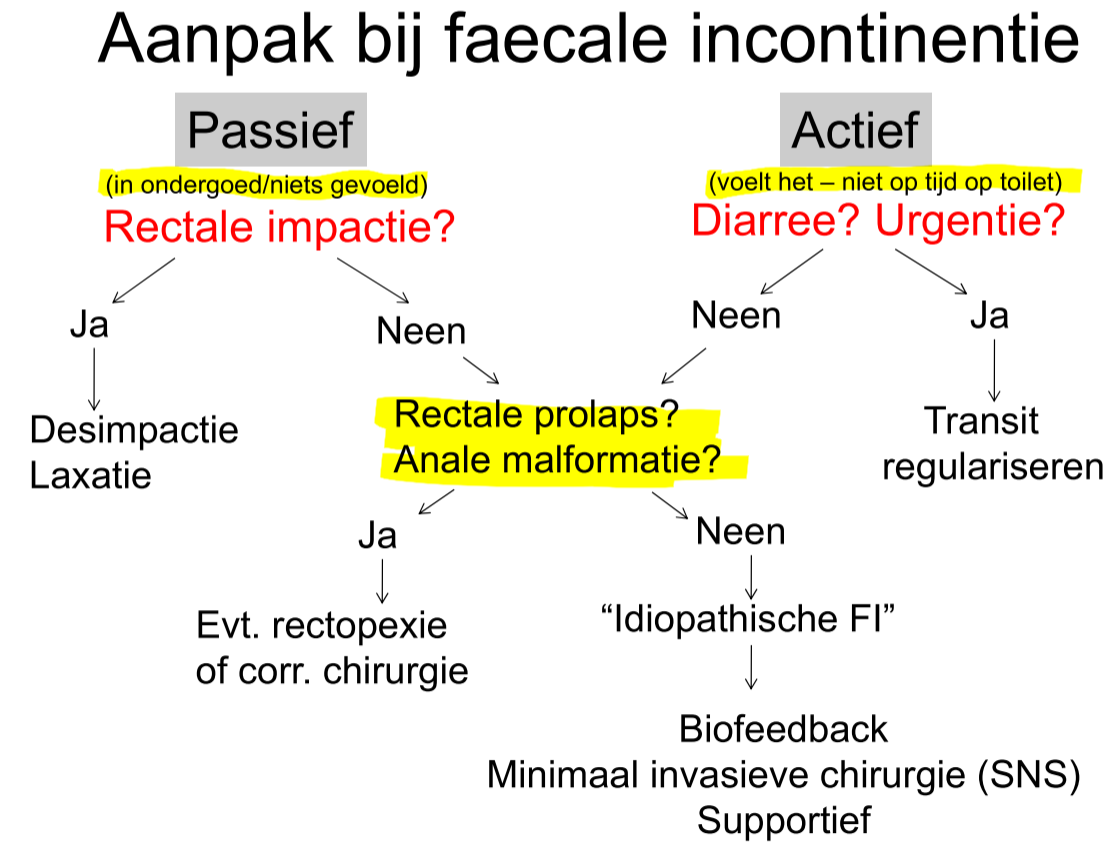 Aanpak bij faecale incontinentie
Passief
(in ondergoed/niets gevoeld)
Rectale impactie?
Actief
(voelt het – niet op tijd op toilet)
Diarree? Urgentie?
Ja
Neen
Neen
Ja
Desimpactie
Laxatie
Rectale prolaps?
Anale malformatie?
Transit
regulariseren
Ja
Neen
Evt. rectopexie
of corr. chirurgie
“Idiopathische FI”
Biofeedback
Minimaal invasieve chirurgie (SNS)
Supportief